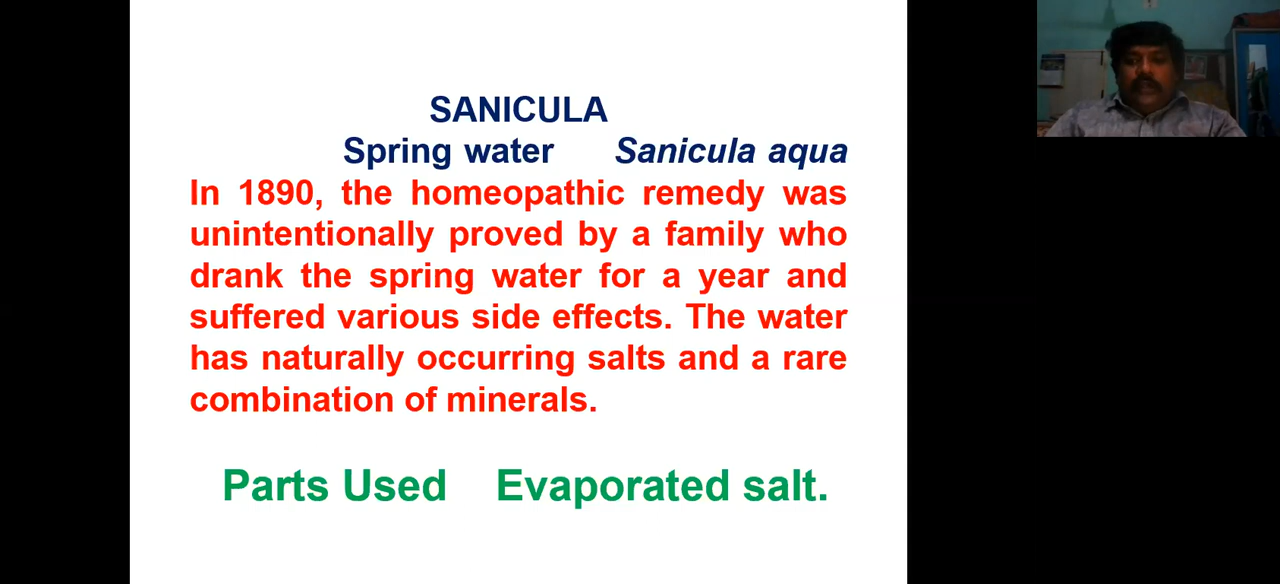 SANICULA
Spring water Sanicula aqua
In 1890, the homeopathic remedy was
unintentionally proved by a family who
drank the spring water for a year and
suffered various side effects. The water
has naturally occurring salts and a rare
combination of minerals.
Parts Used Evaporated salt.